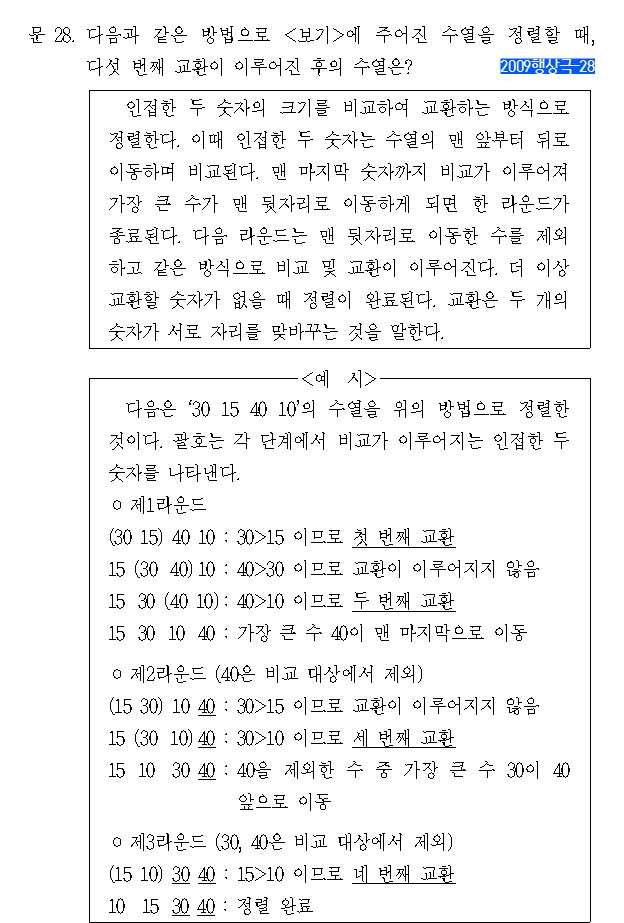 문 28. 다음과 같은 방법으로 <보기>에 주어진 수열을 정렬할 때,
다섯 번째 교환이 이루어진 후의 수열은? 2009행상극-28
인접한 두 숫자의 크기를 비교하여 교환하는 방식으로
정렬한다. 이때 인접한 두 숫자는 수열의 맨 앞부터 뒤로
이동하며 비교된다. 맨 마지막 숫자까지 비교가 이루어져
가장 큰 수가 맨 뒷자리로 이동하게 되면 한 라운드가
종료된다. 다음 라운드는 맨 뒷자리로 이동한 수를 제외
하고 같은 방식으로 비교 및 교환이 이루어진다. 더 이상
교환할 숫자가 없을 때 정렬이 완료된다. 교환은 두 개의
숫자가 서로 자리를 맞바꾸는 것을 말한다.
<예 시>
다음은 ‘30 15 40 10’의 수열을 위의 방법으로 정렬한
것이다. 괄호는 각 단계에서 비교가 이루어지는 인접한 두
숫자를 나타낸다.
○ 제1라운드
(30 15) 40 10 : 30>15 이므로 첫 번째 교환
15 (30 40) 10 : 40>30 이므로 교환이 이루어지지 않음
15 30 (40 10) : 40>10 이므로 두 번째 교환
15 30 10 40 : 가장 큰 수 40이 맨 마지막으로 이동
○ 제2라운드 (40은 비교 대상에서 제외)
(15 30) 10 40 : 30>15 이므로 교환이 이루어지지 않음
15 (30 10) 40 : 30>10 이므로 세 번째 교환
15 10 30 40 : 40을 제외한 수 중 가장 큰 수 30이 40
앞으로 이동
○ 제3라운드 (30, 40은 비교 대상에서 제외)
(15 10) 30 40 : 15>10 이므로 네 번째 교환
10 15 30 40 : 정렬 완료